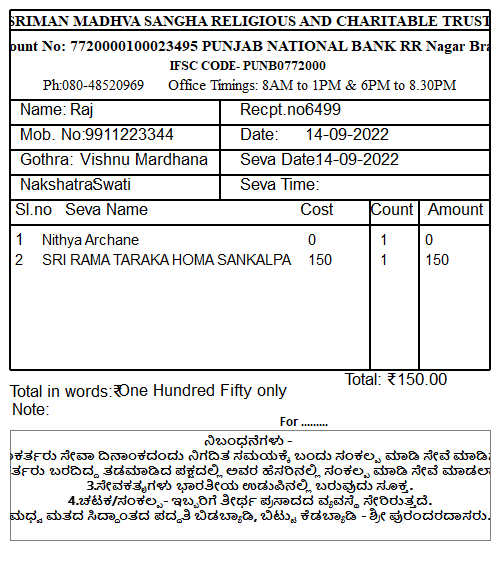 SRIMAN MADHVA SANGHA RELIGIOUS AND CHARITABLE TRUST
ount No: 7720000100023495 PUNJAB NATIONAL BANK RR Nagar Bra
IFSC CODE- PUNB0772000
Ph:080-48520969 Office Timings: 8AM to 1PM & 6PM to 8.30PM
Name: Raj Recpt.no6499
Mob. No:9911223344 Date: 14-09-2022
Gothra: Vishnu Mardhana Seva Date14-09-2022
NakshatraSwati Seva Time:
Sl.no Seva Name Cost Count Amount
1 Nithya Archane 0 1 0
2 SRI RAMA TARAKA HOMA SANKALPA 150 1 150
Total: ₹150.00
Total in words:₹One Hundred Fifty only
Note:
For .........
ನಿಬಂಧನೆಗಳು -
ಕರ್ತರು ಸೇವಾ ದಿನಾಂಕದಂದು ನಿಗದಿತ ಸಮಯಕ್ಕೆ ಬಂದು ಸಂಕಲ್ಪ ಮಾಡಿ ಸೇವೆ ಮಾಡಿ
ರ್ತರು ಬರದಿದ್ದ ತಡಮಾಡಿದ ಪಕ್ಷದಲ್ಲಿ ಅವರ ಹೆಸರಿನಲ್ಲಿ ಸಂಕಲ್ಪ ಮಾಡಿ ಸೇವೆ ಮಾಡಲಾ
3.ಸೇವಕರ್ತೃಗಳು ಭಾರತೀಯ ಉಡುಪಿನಲ್ಲಿ ಬರುವುದು ಸೂಕ್ತ.
4.ಚಟಕ/ಸಂಕಲ್ಪ- ಇಬ್ಬರಿಗೆ ತೀರ್ಥ ಪ್ರಸಾದದ ವ್ಯವಸ್ಥೆ ಸೇರಿರುತ್ತದೆ.
ಮಧ್ವ ಮತದ ಸಿದ್ಧಾಂತದ ಪದ್ಧತಿ ಬಿಡಬ್ಯಾಡಿ, ಬಿಟ್ಟು ಕೆಡಬ್ಯಾಡಿ - ಶ್ರೀ ಪುರಂದರದಾಸರು.